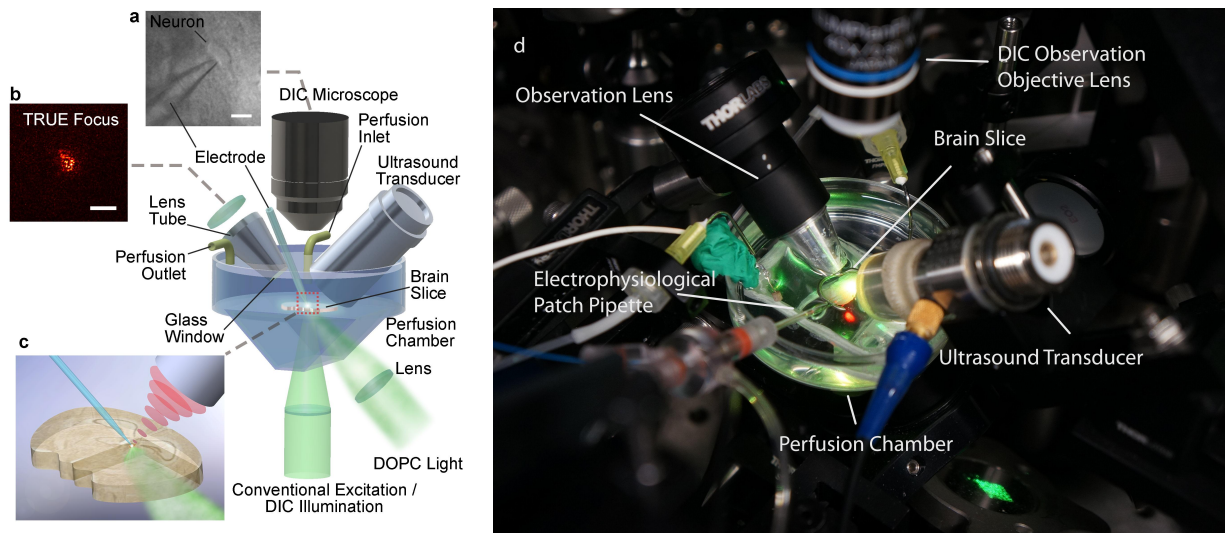 a
Neuron
b
TRUE Focus
DIC Microscope
Electrode
Perfusion
Inlet
Ultrasound
Transducer
Lens
Tube
Perfusion
Outlet
Brain
Slice
Glass
Window
Perfusion
Chamber
c
Lens
DOPC Light
Conventional Excitation /
DIC Illumination
d
DIC Observation
Objective Lens
Observation Lens
THORLABS
Brain Slice
Electrophysiological
Patch Pipette
Ultrasound Transducer
Perfusion Chamber